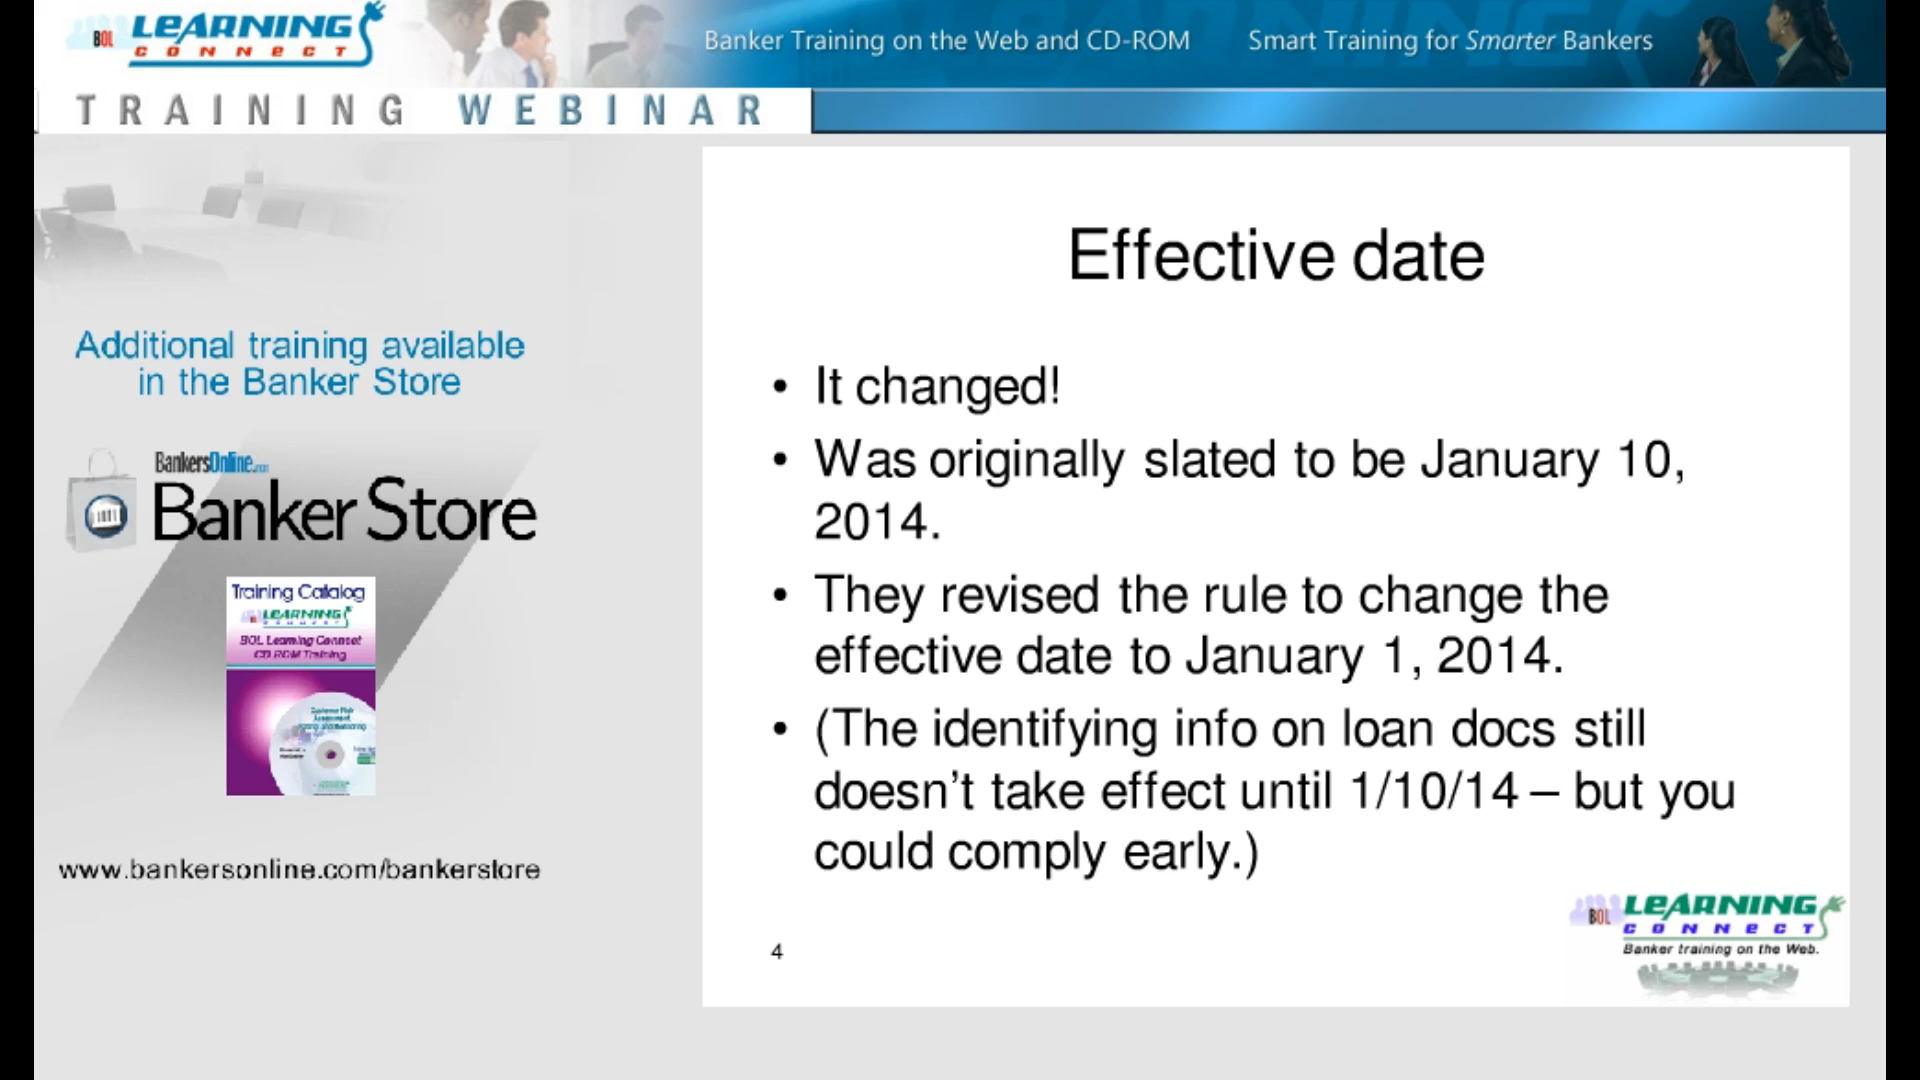 BOL LEARNING
CONNECT
Banker Training on the Web and CD-ROM Smart Training for Smarter Bankers
TRAINING WEBINAR
Additional training available
in the Banker Store
BankersOnline.com
Banker Store
Training Catalog
LEARNING
CONNECT
BOL Learning Connect
CD ROM Training
www.bankersonline.com/bankerstore
Effective date
• It changed!
• Was originally slated to be January 10,
2014.
• They revised the rule to change the
effective date to January 1, 2014.
• (The identifying info on loan docs still
doesn’t take effect until 1/10/14 – but you
could comply early.)
4
BOL LEARNING
CONNECT
Banker training on the Web.